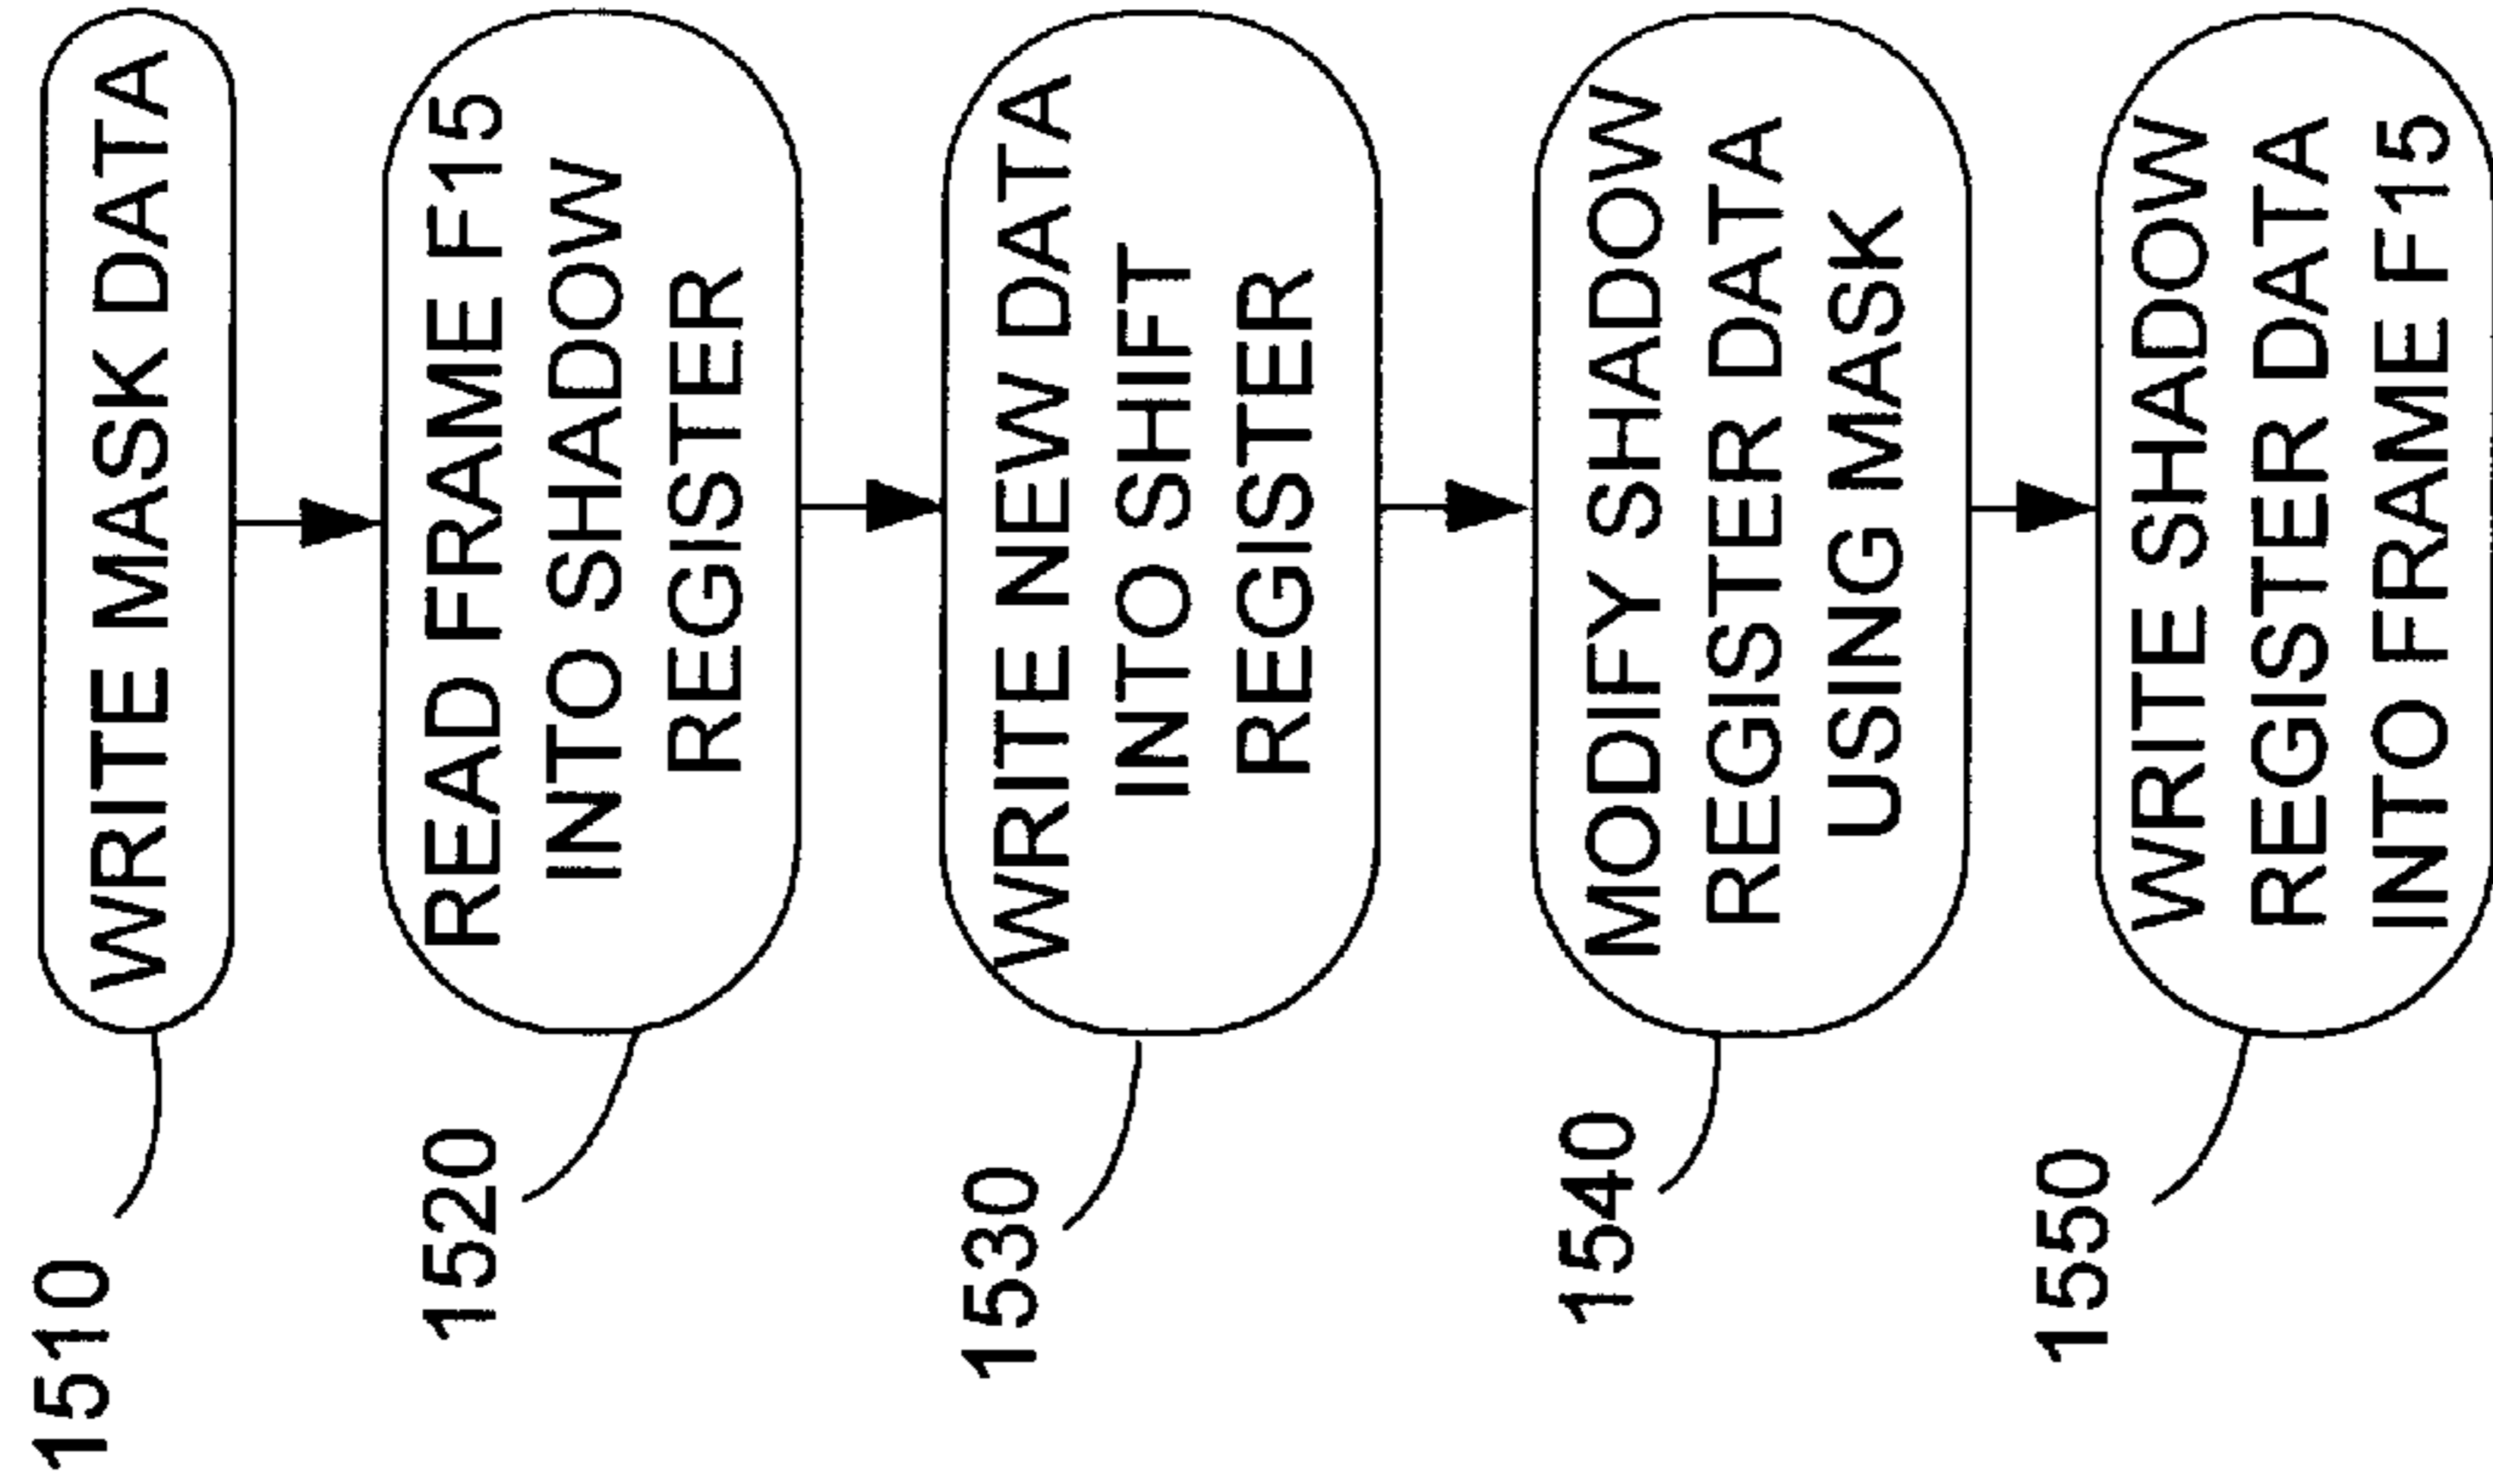 1510
WRITE MASK DATA
1520
READ FRAME F15
INTO SHADOW
REGISTER
1530
WRITE NEW DATA
INTO SHIFT
REGISTER
1540
MODIFY SHADOW
REGISTER DATA
USING MASK
1550
WRITE SHADOW
REGISTER DATA
INTO FRAME F15